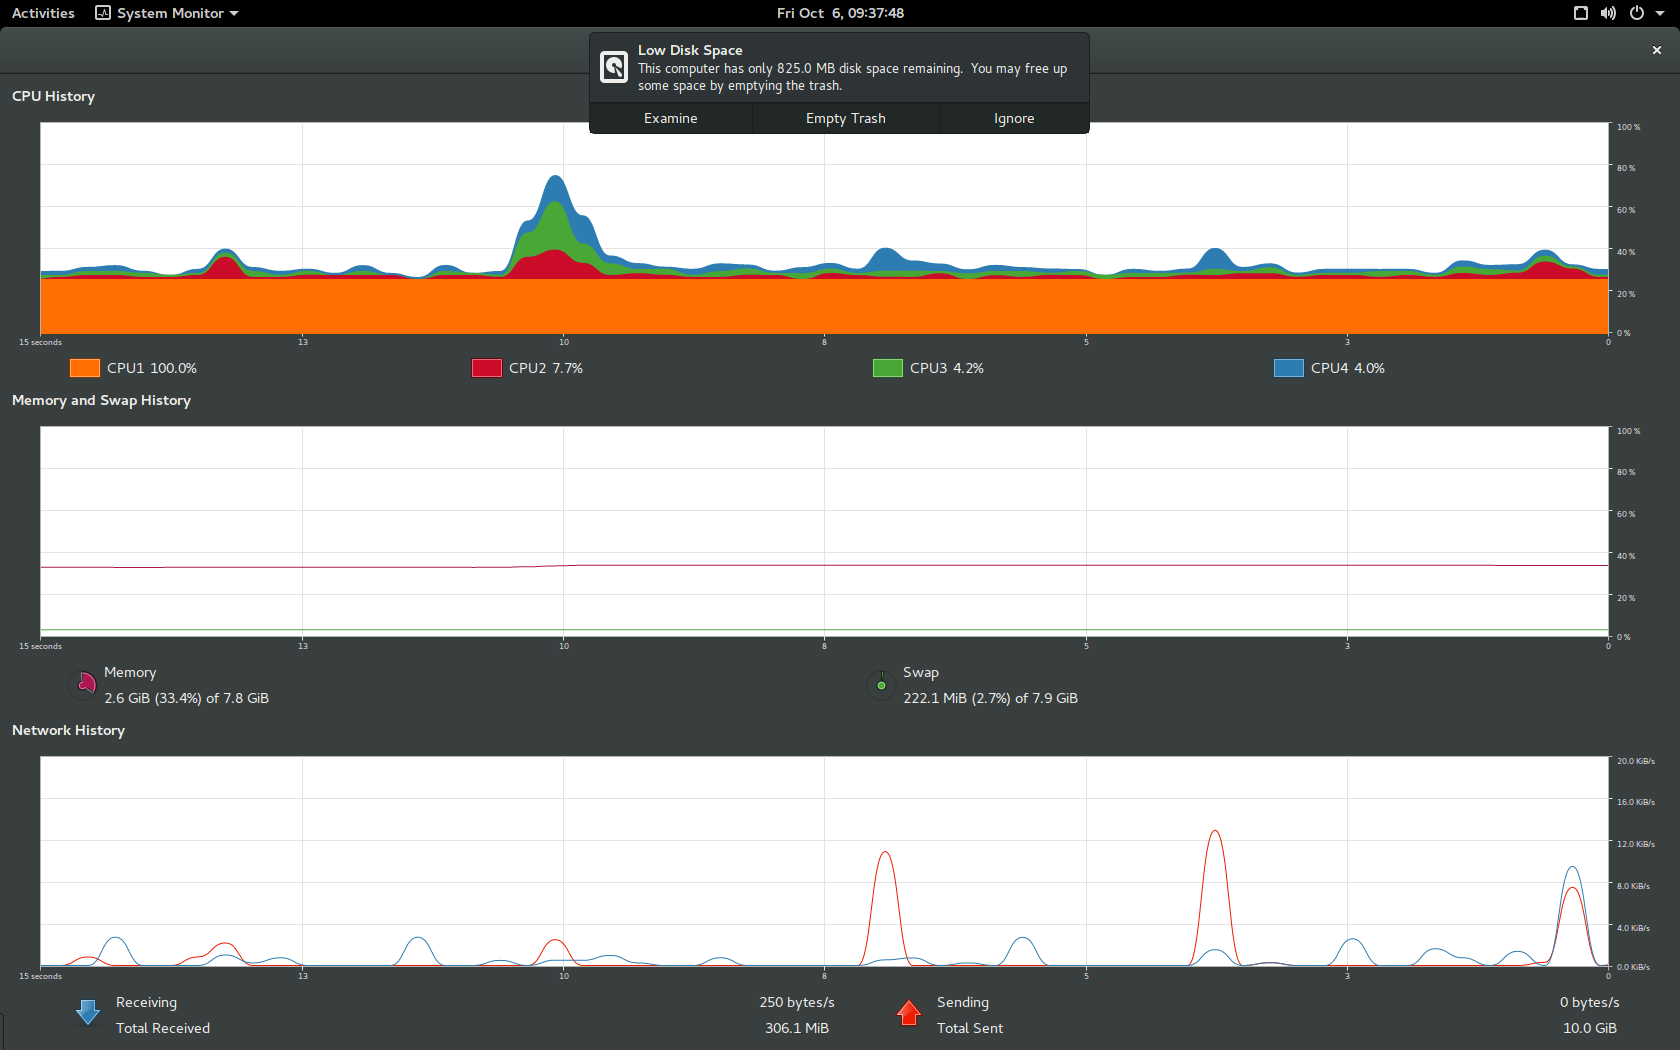 Activities System Monitor Fri Oct 6, 09:37:48
Low Disk Space
This computer has only 825.0 MB disk space remaining. You may free up
some space by emptying the trash.
Examine Empty Trash Ignore
CPU History
100 %
80 %
60 %
40 %
20 %
0 %
15 seconds 13 10 8 5 3 0
CPU1 100.0% CPU2 7.7% CPU3 4.2% CPU4 4.0%
Memory and Swap History
100 %
80 %
60 %
40 %
20 %
0 %
15 seconds 13 10 8 5 3 0
Memory
2.6 GiB (33.4%) of 7.8 GiB
Swap
222.1 MiB (2.7%) of 7.9 GiB
Network History
20.0 KiB/s
16.0 KiB/s
12.0 KiB/s
8.0 KiB/s
4.0 KiB/s
0.0 KiB/s
15 seconds 13 10 8 5 3 0
Receiving 250 bytes/s
Total Received 306.1 MiB
Sending 0 bytes/s
Total Sent 10.0 GiB